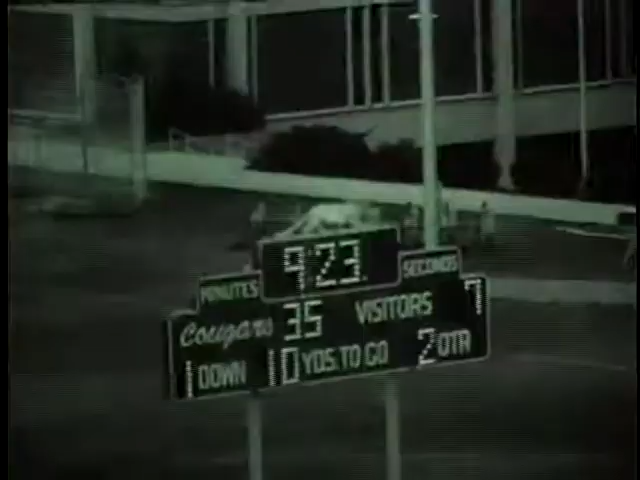 9:23
MINUTES SECONDS
Cougars 35 VISITORS 7
1 DOWN 10 YDS. TO GO 2 QTR